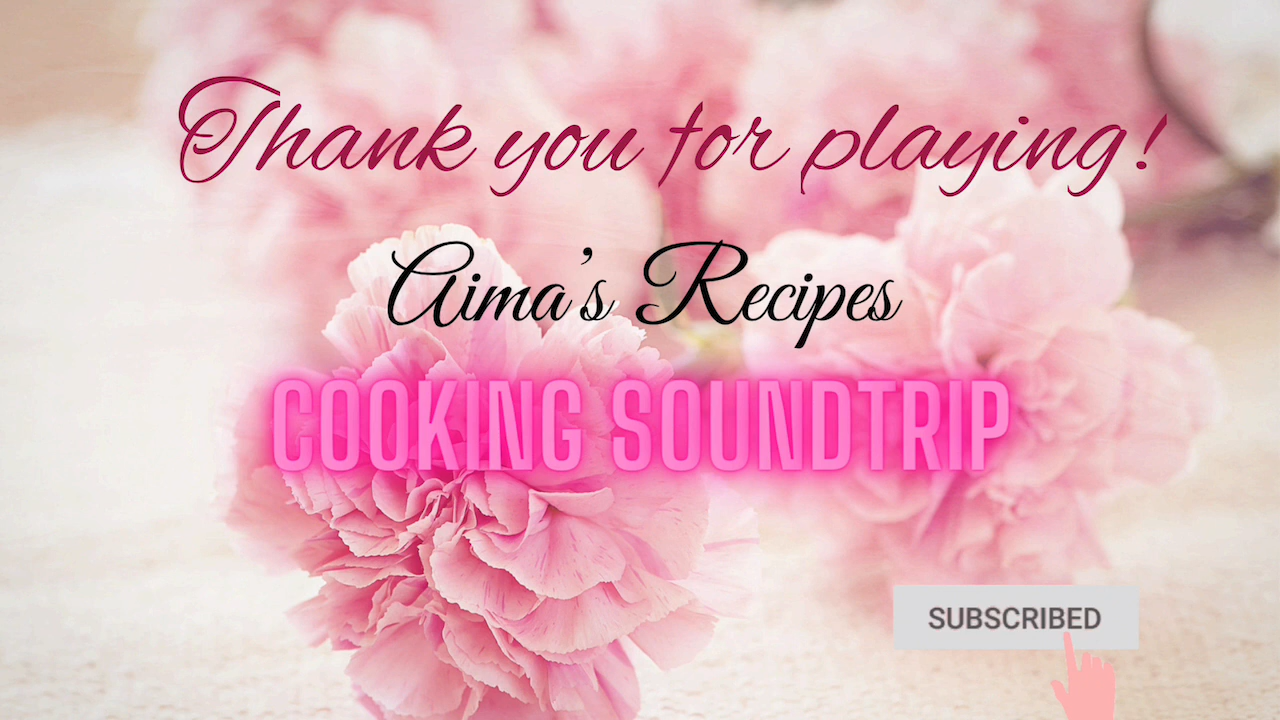 Thank you for playing!
Aima's Recipes
COOKING SOUNDTRIP
SUBSCRIBED